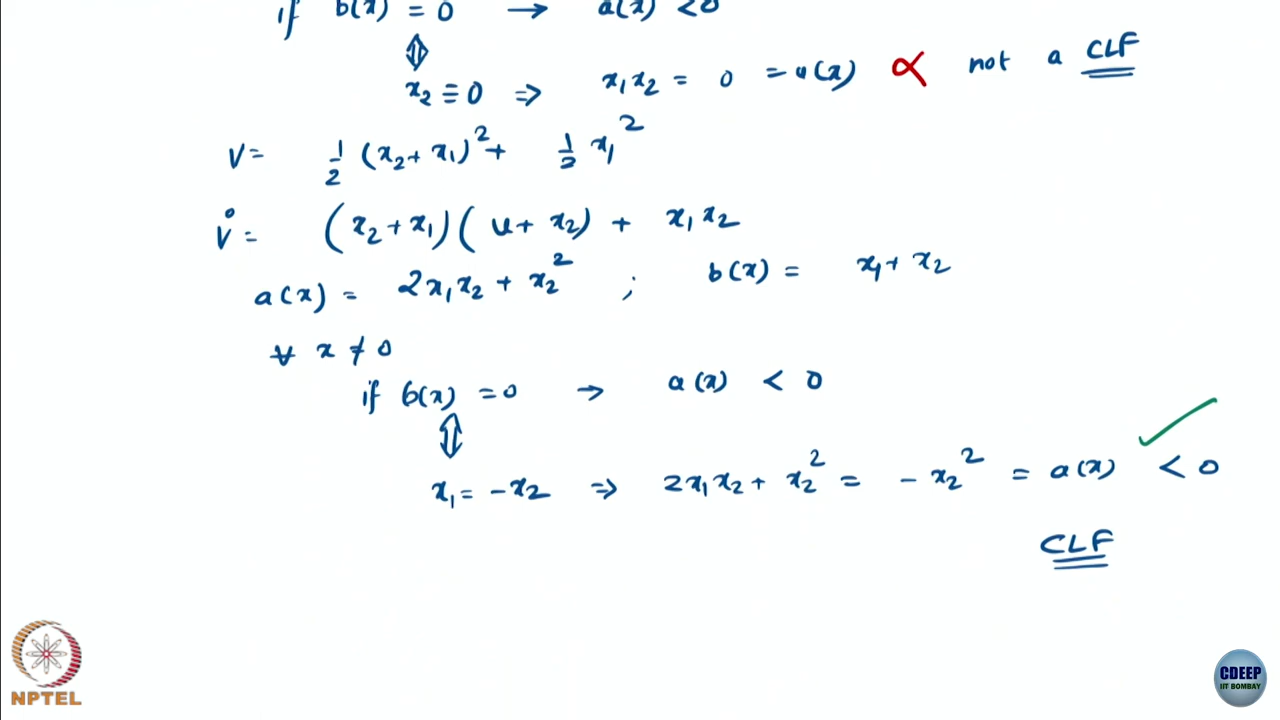 if b(x) = 0 → a(x) < 0
⇕
x₂ ≡ 0 ⇒ x₁x₂ = 0 = a(x) ∝ not a CLF
V = 1/2 (x₂ + x₁)² + 1/2 x₁²
V̇ = (x₂ + x₁)(u + x₂) + x₁x₂
a(x) = 2x₁x₂ + x₂² ; b(x) = x₁ + x₂
∀ x ≠ 0
if b(x) = 0 → a(x) < 0
⇕
x₁ = -x₂ ⇒ 2x₁x₂ + x₂² = -x₂² = a(x) < 0 ✓
CLF
NPTEL
CDEEP
IIT BOMBAY